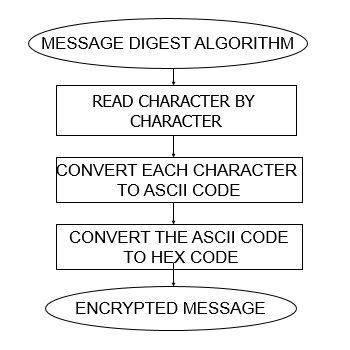 MESSAGE DIGEST ALGORITHM
READ CHARACTER BY
CHARACTER
CONVERT EACH CHARACTER
TO ASCII CODE
CONVERT THE ASCII CODE
TO HEX CODE
ENCRYPTED MESSAGE